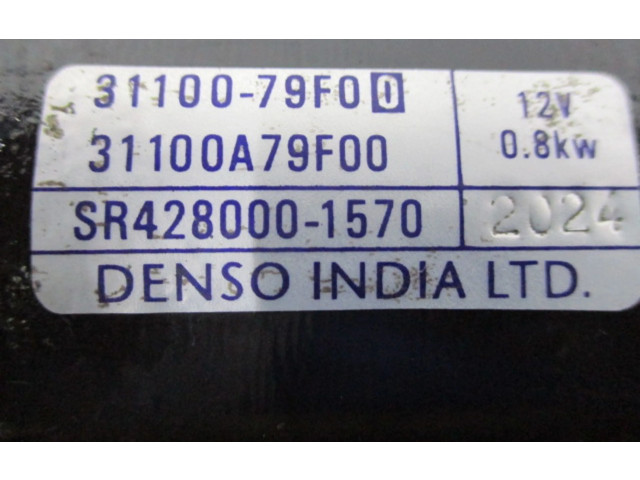 31100-79F00
31100A79F00
12V
0.8kw
SR428000-1570
2024
DENSO INDIA LTD.